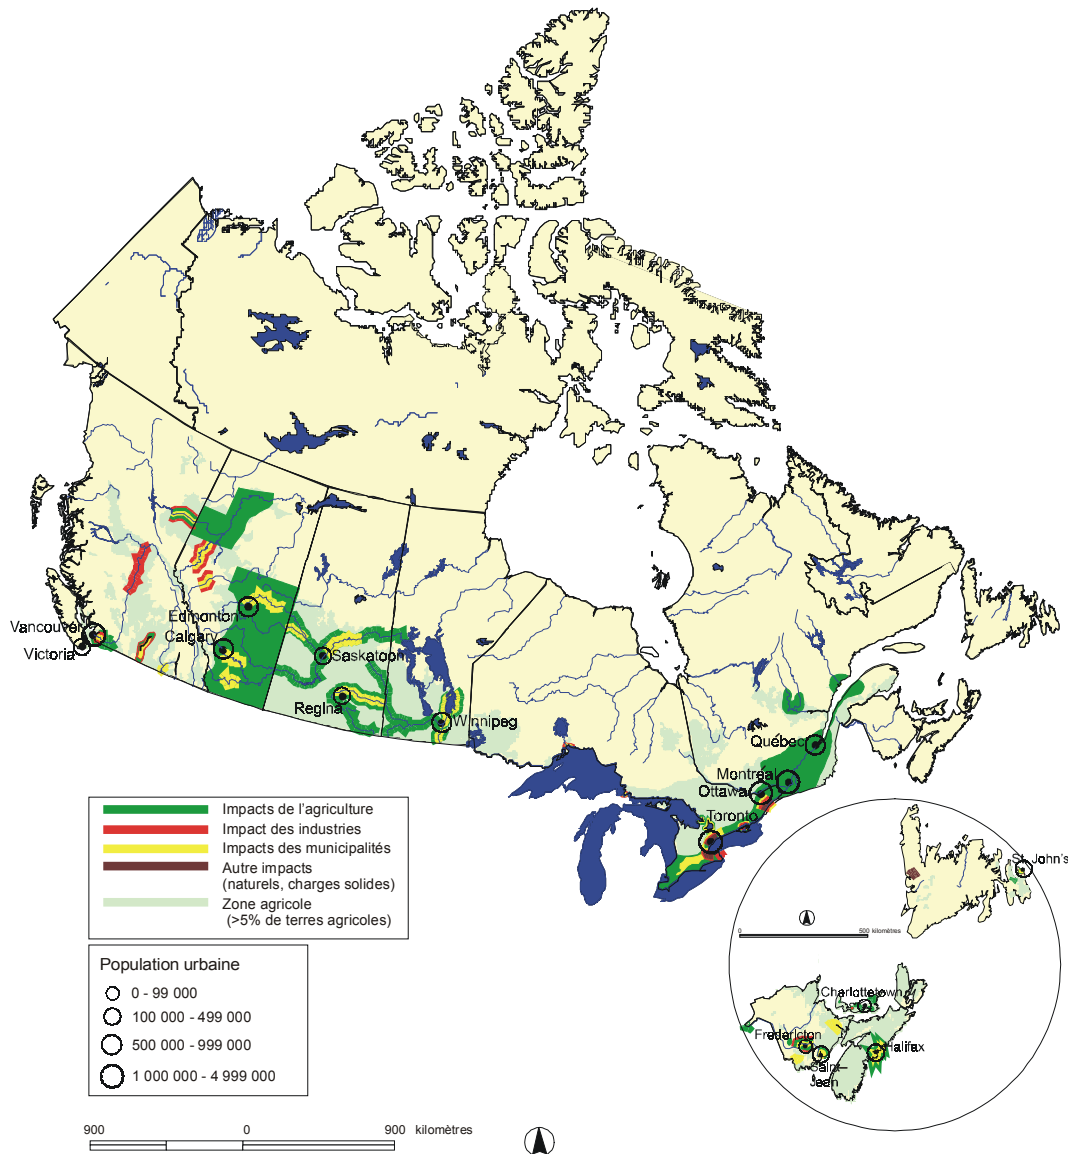 Edmonton
Vancouver
Calgary
Victoria
Saskatoon
Regina
Winnipeg
Québec
Montréal
Ottawa
Toronto
Impacts de l'agriculture
Impact des industries
Impacts des municipalités
Autre impacts
(naturels, charges solides)
Zone agricole
(>5% de terres agricoles)
St. John's
0 500 kilomètres
Charlottetown
Fredericton
Halifax
Saint-
Jean
Population urbaine
0 - 99 000
100 000 - 499 000
500 000 - 999 000
1 000 000 - 4 999 000
900 0 900 kilomètres